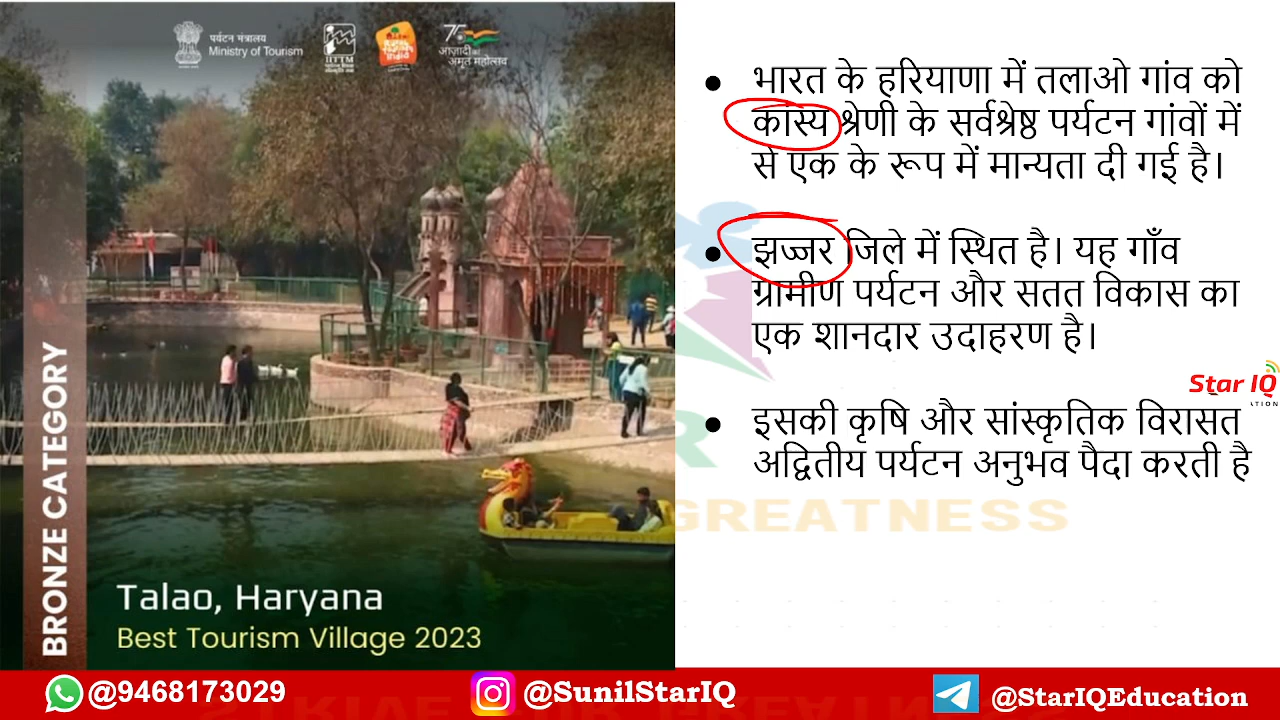 पर्यटन मंत्रालय
Ministry of Tourism
IITTM
75
आज़ादी का
अमृत महोत्सव
BRONZE CATEGORY
Talao, Haryana
Best Tourism Village 2023
• भारत के हरियाणा में तलाओ गांव को
कांस्य श्रेणी के सर्वश्रेष्ठ पर्यटन गांवों में
से एक के रूप में मान्यता दी गई है।
• झज्जर जिले में स्थित है। यह गाँव
ग्रामीण पर्यटन और सतत विकास का
एक शानदार उदाहरण है।
• इसकी कृषि और सांस्कृतिक विरासत
अद्वितीय पर्यटन अनुभव पैदा करती है
Star IQ
GREATNESS
@9468173029
@SunilStarIQ
@StarIQEducation